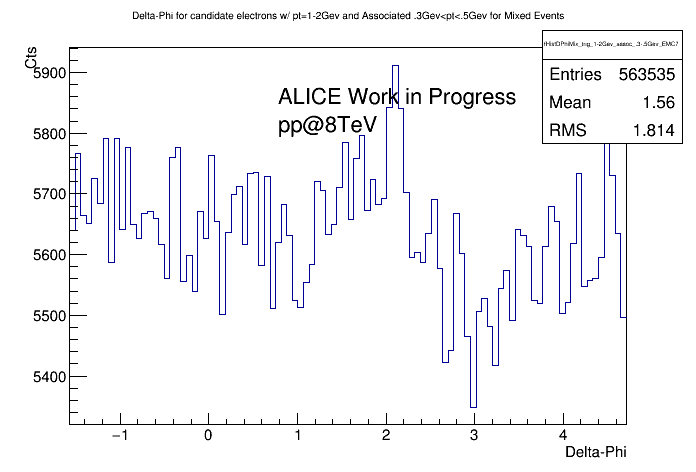 Delta-Phi for candidate electrons w/ pt=1-2Gev and Associated .3Gev<pt<.5Gev for Mixed Events
Cts
fHistDPhiMix_trig_1-2Gev_assoc_.3-.5Gev_EMC7
Entries 563535
Mean 1.56
RMS 1.814
ALICE Work in Progress
pp@8TeV
5900
5800
5700
5600
5500
5400
−1 0 1 2 3 4
Delta-Phi